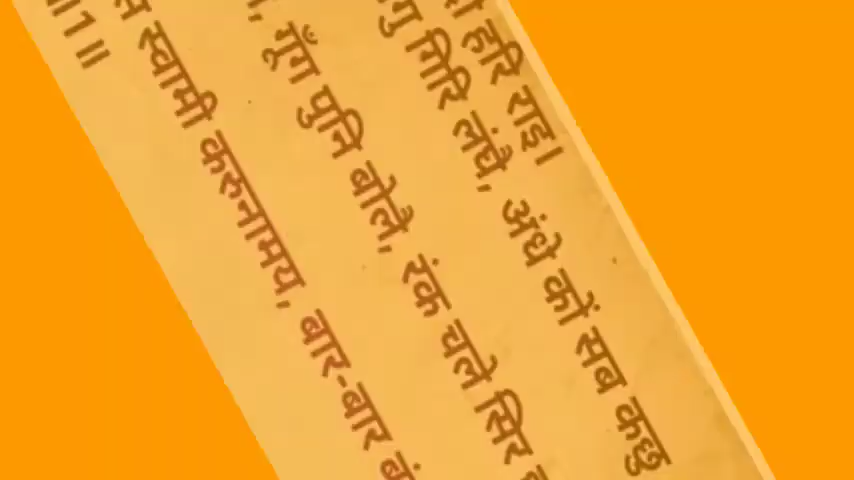 हरि राइ।
गिरि लंघै, अंधे कों सब कछु
गूँग पुनि बोलै, रंक चले सिर
स्वामी करुनामय, बार-बार
॥1॥